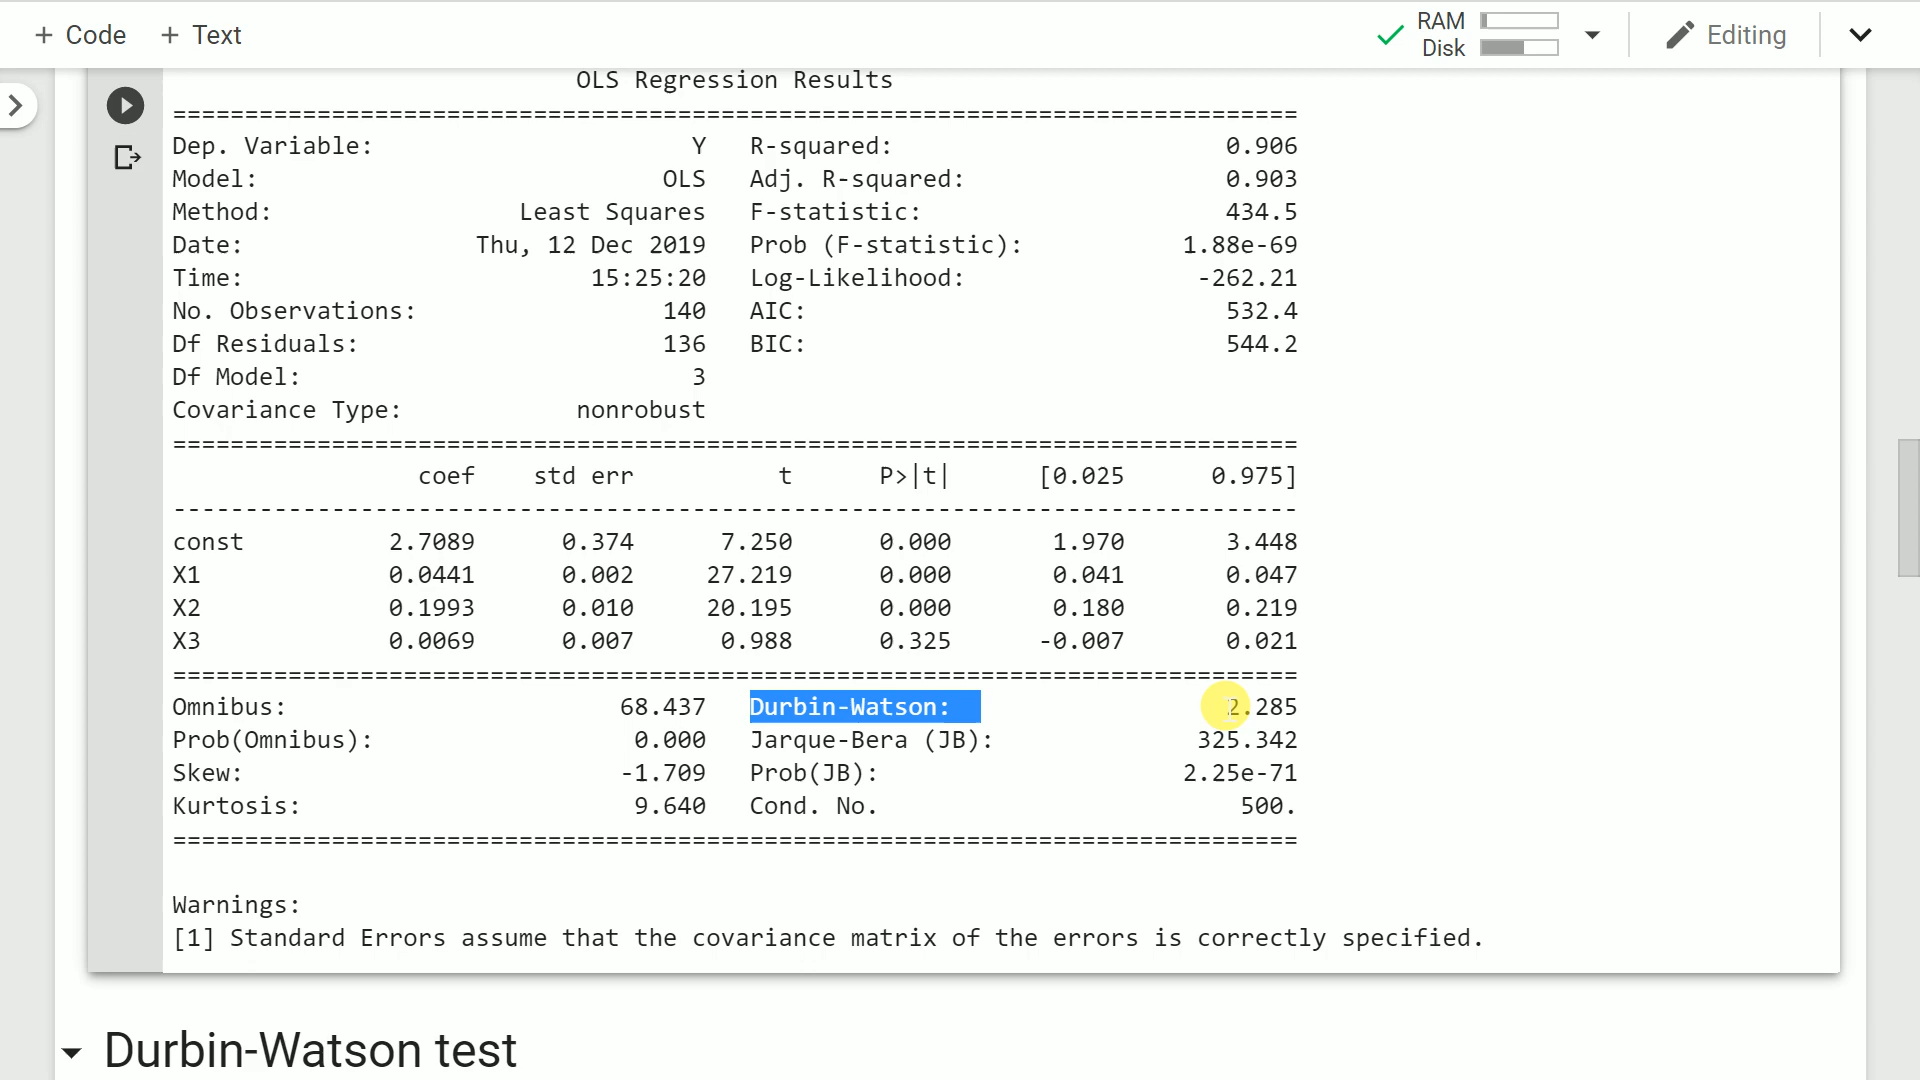 + Code + Text RAM Editing
Disk
OLS Regression Results
==============================================================================
Dep. Variable: Y R-squared: 0.906
Model: OLS Adj. R-squared: 0.903
Method: Least Squares F-statistic: 434.5
Date: Thu, 12 Dec 2019 Prob (F-statistic): 1.88e-69
Time: 15:25:20 Log-Likelihood: -262.21
No. Observations: 140 AIC: 532.4
Df Residuals: 136 BIC: 544.2
Df Model: 3
Covariance Type: nonrobust
==============================================================================
coef std err t P>|t| [0.025 0.975]
------------------------------------------------------------------------------
const 2.7089 0.374 7.250 0.000 1.970 3.448
X1 0.0441 0.002 27.219 0.000 0.041 0.047
X2 0.1993 0.010 20.195 0.000 0.180 0.219
X3 0.0069 0.007 0.988 0.325 -0.007 0.021
==============================================================================
Omnibus: 68.437 Durbin-Watson: 2.285
Prob(Omnibus): 0.000 Jarque-Bera (JB): 325.342
Skew: -1.709 Prob(JB): 2.25e-71
Kurtosis: 9.640 Cond. No. 500.
==============================================================================
Warnings:
[1] Standard Errors assume that the covariance matrix of the errors is correctly specified.
Durbin-Watson test